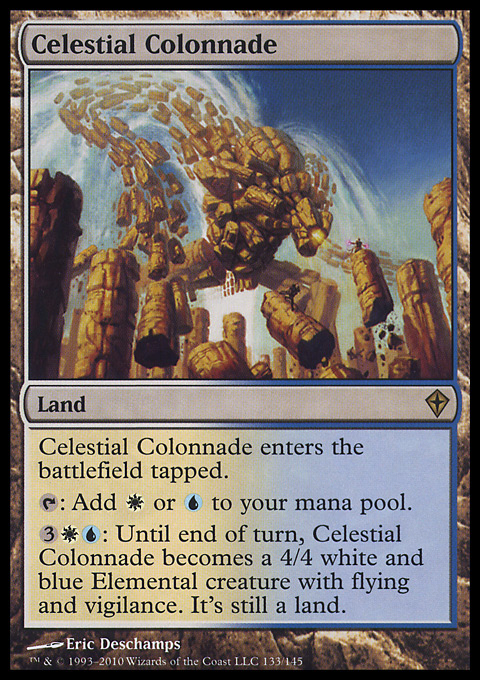 Celestial Colonnade
Land
Celestial Colonnade enters the
battlefield tapped.
: Add or to your mana pool.
3: Until end of turn, Celestial
Colonnade becomes a 4/4 white and
blue Elemental creature with flying
and vigilance. It's still a land.
Eric Deschamps
™ & © 1993–2010 Wizards of the Coast LLC 133/145